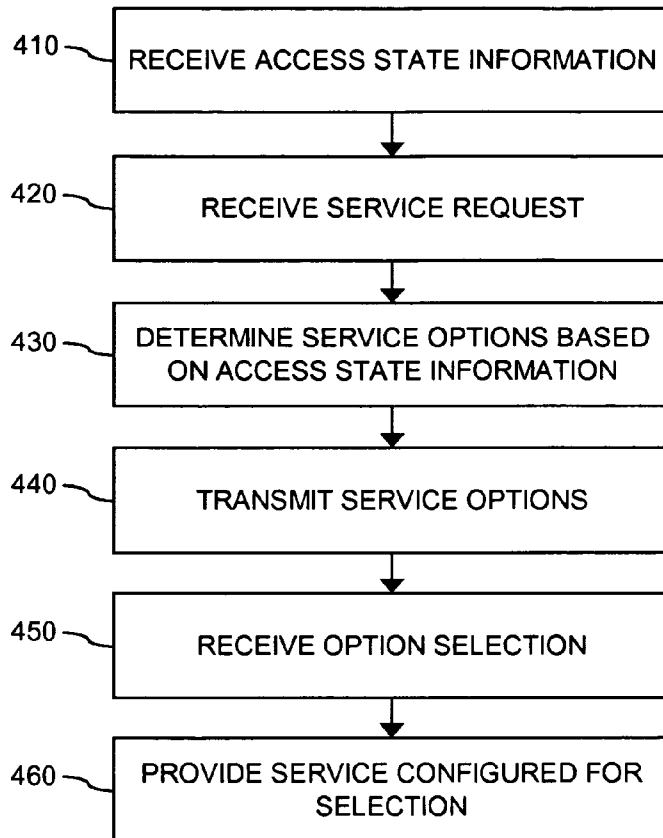 410
RECEIVE ACCESS STATE INFORMATION
420
RECEIVE SERVICE REQUEST
430
DETERMINE SERVICE OPTIONS BASED
ON ACCESS STATE INFORMATION
440
TRANSMIT SERVICE OPTIONS
450
RECEIVE OPTION SELECTION
460
PROVIDE SERVICE CONFIGURED FOR
SELECTION